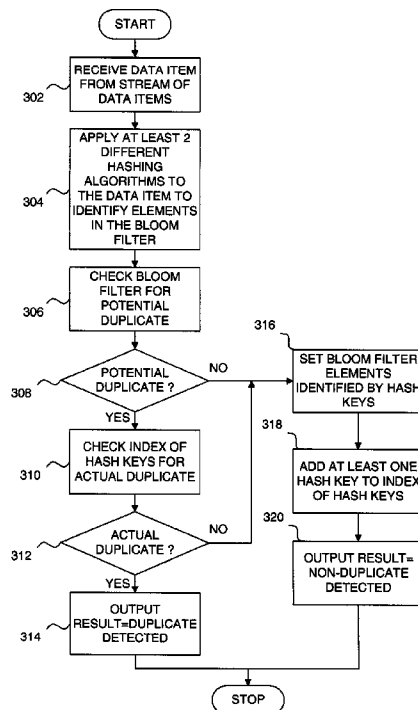 START
302
RECEIVE DATA ITEM
FROM STREAM OF
DATA ITEMS
304
APPLY AT LEAST 2
DIFFERENT
HASHING
ALGORITHMS TO
THE DATA ITEM TO
IDENTIFY ELEMENTS
IN THE BLOOM
FILTER
306
CHECK BLOOM
FILTER FOR
POTENTIAL
DUPLICATE
308
POTENTIAL
DUPLICATE ?
NO
YES
310
CHECK INDEX OF
HASH KEYS FOR
ACTUAL DUPLICATE
312
ACTUAL
DUPLICATE ?
NO
YES
314
OUTPUT
RESULT=DUPLICATE
DETECTED
316
SET BLOOM FILTER
ELEMENTS
IDENTIFIED BY HASH
KEYS
318
ADD AT LEAST ONE
HASH KEY TO INDEX
OF HASH KEYS
320
OUTPUT RESULT=
NON-DUPLICATE
DETECTED
STOP